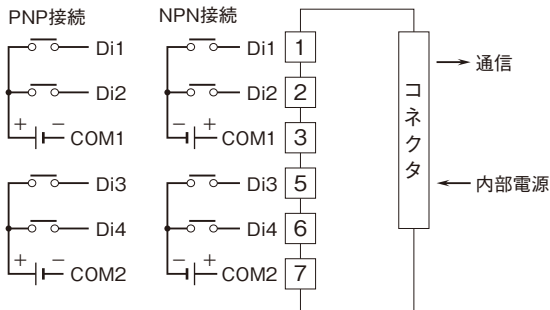 PNP接続 NPN接続
Di1 Di1 1
Di2 Di2 2
+ − COM1 − + COM1 3
Di3 Di3 5
Di4 Di4 6
+ − COM2 − + COM2 7
コネクタ
通信
内部電源